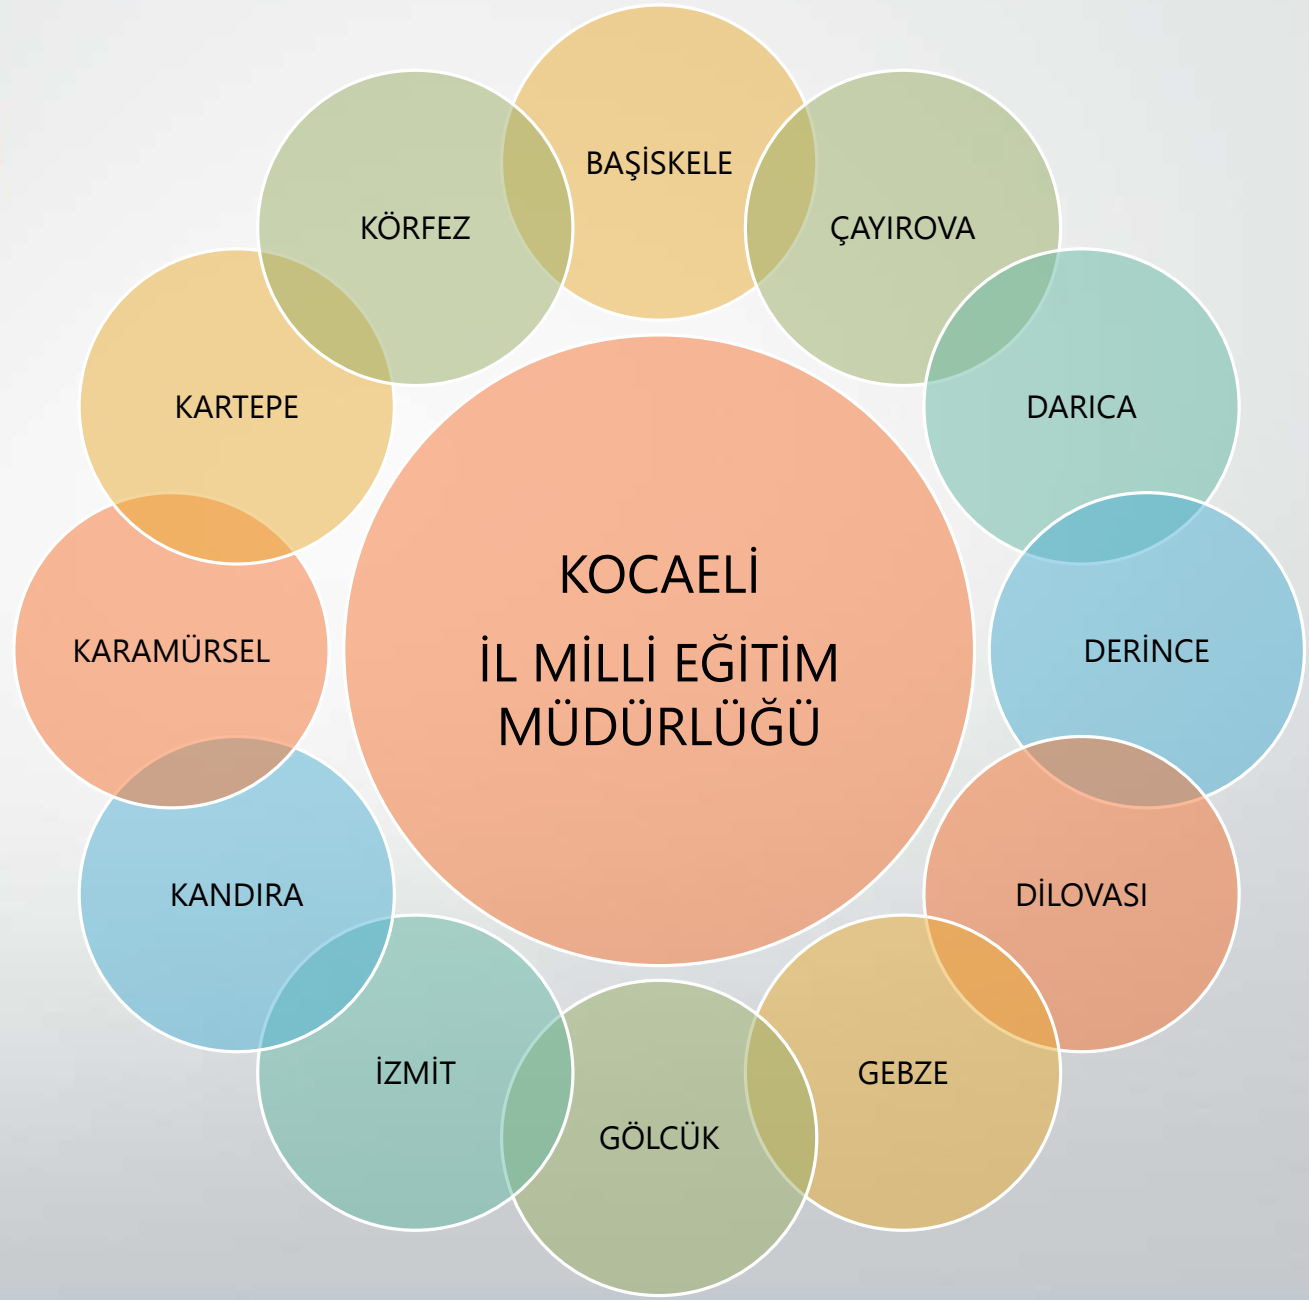 BAŞİSKELE
ÇAYIROVA
DARICA
DERİNCE
DİLOVASI
GEBZE
GÖLCÜK
İZMİT
KANDIRA
KARAMÜRSEL
KARTEPE
KÖRFEZ
KOCAELİ
İL MİLLİ EĞİTİM
MÜDÜRLÜĞÜ